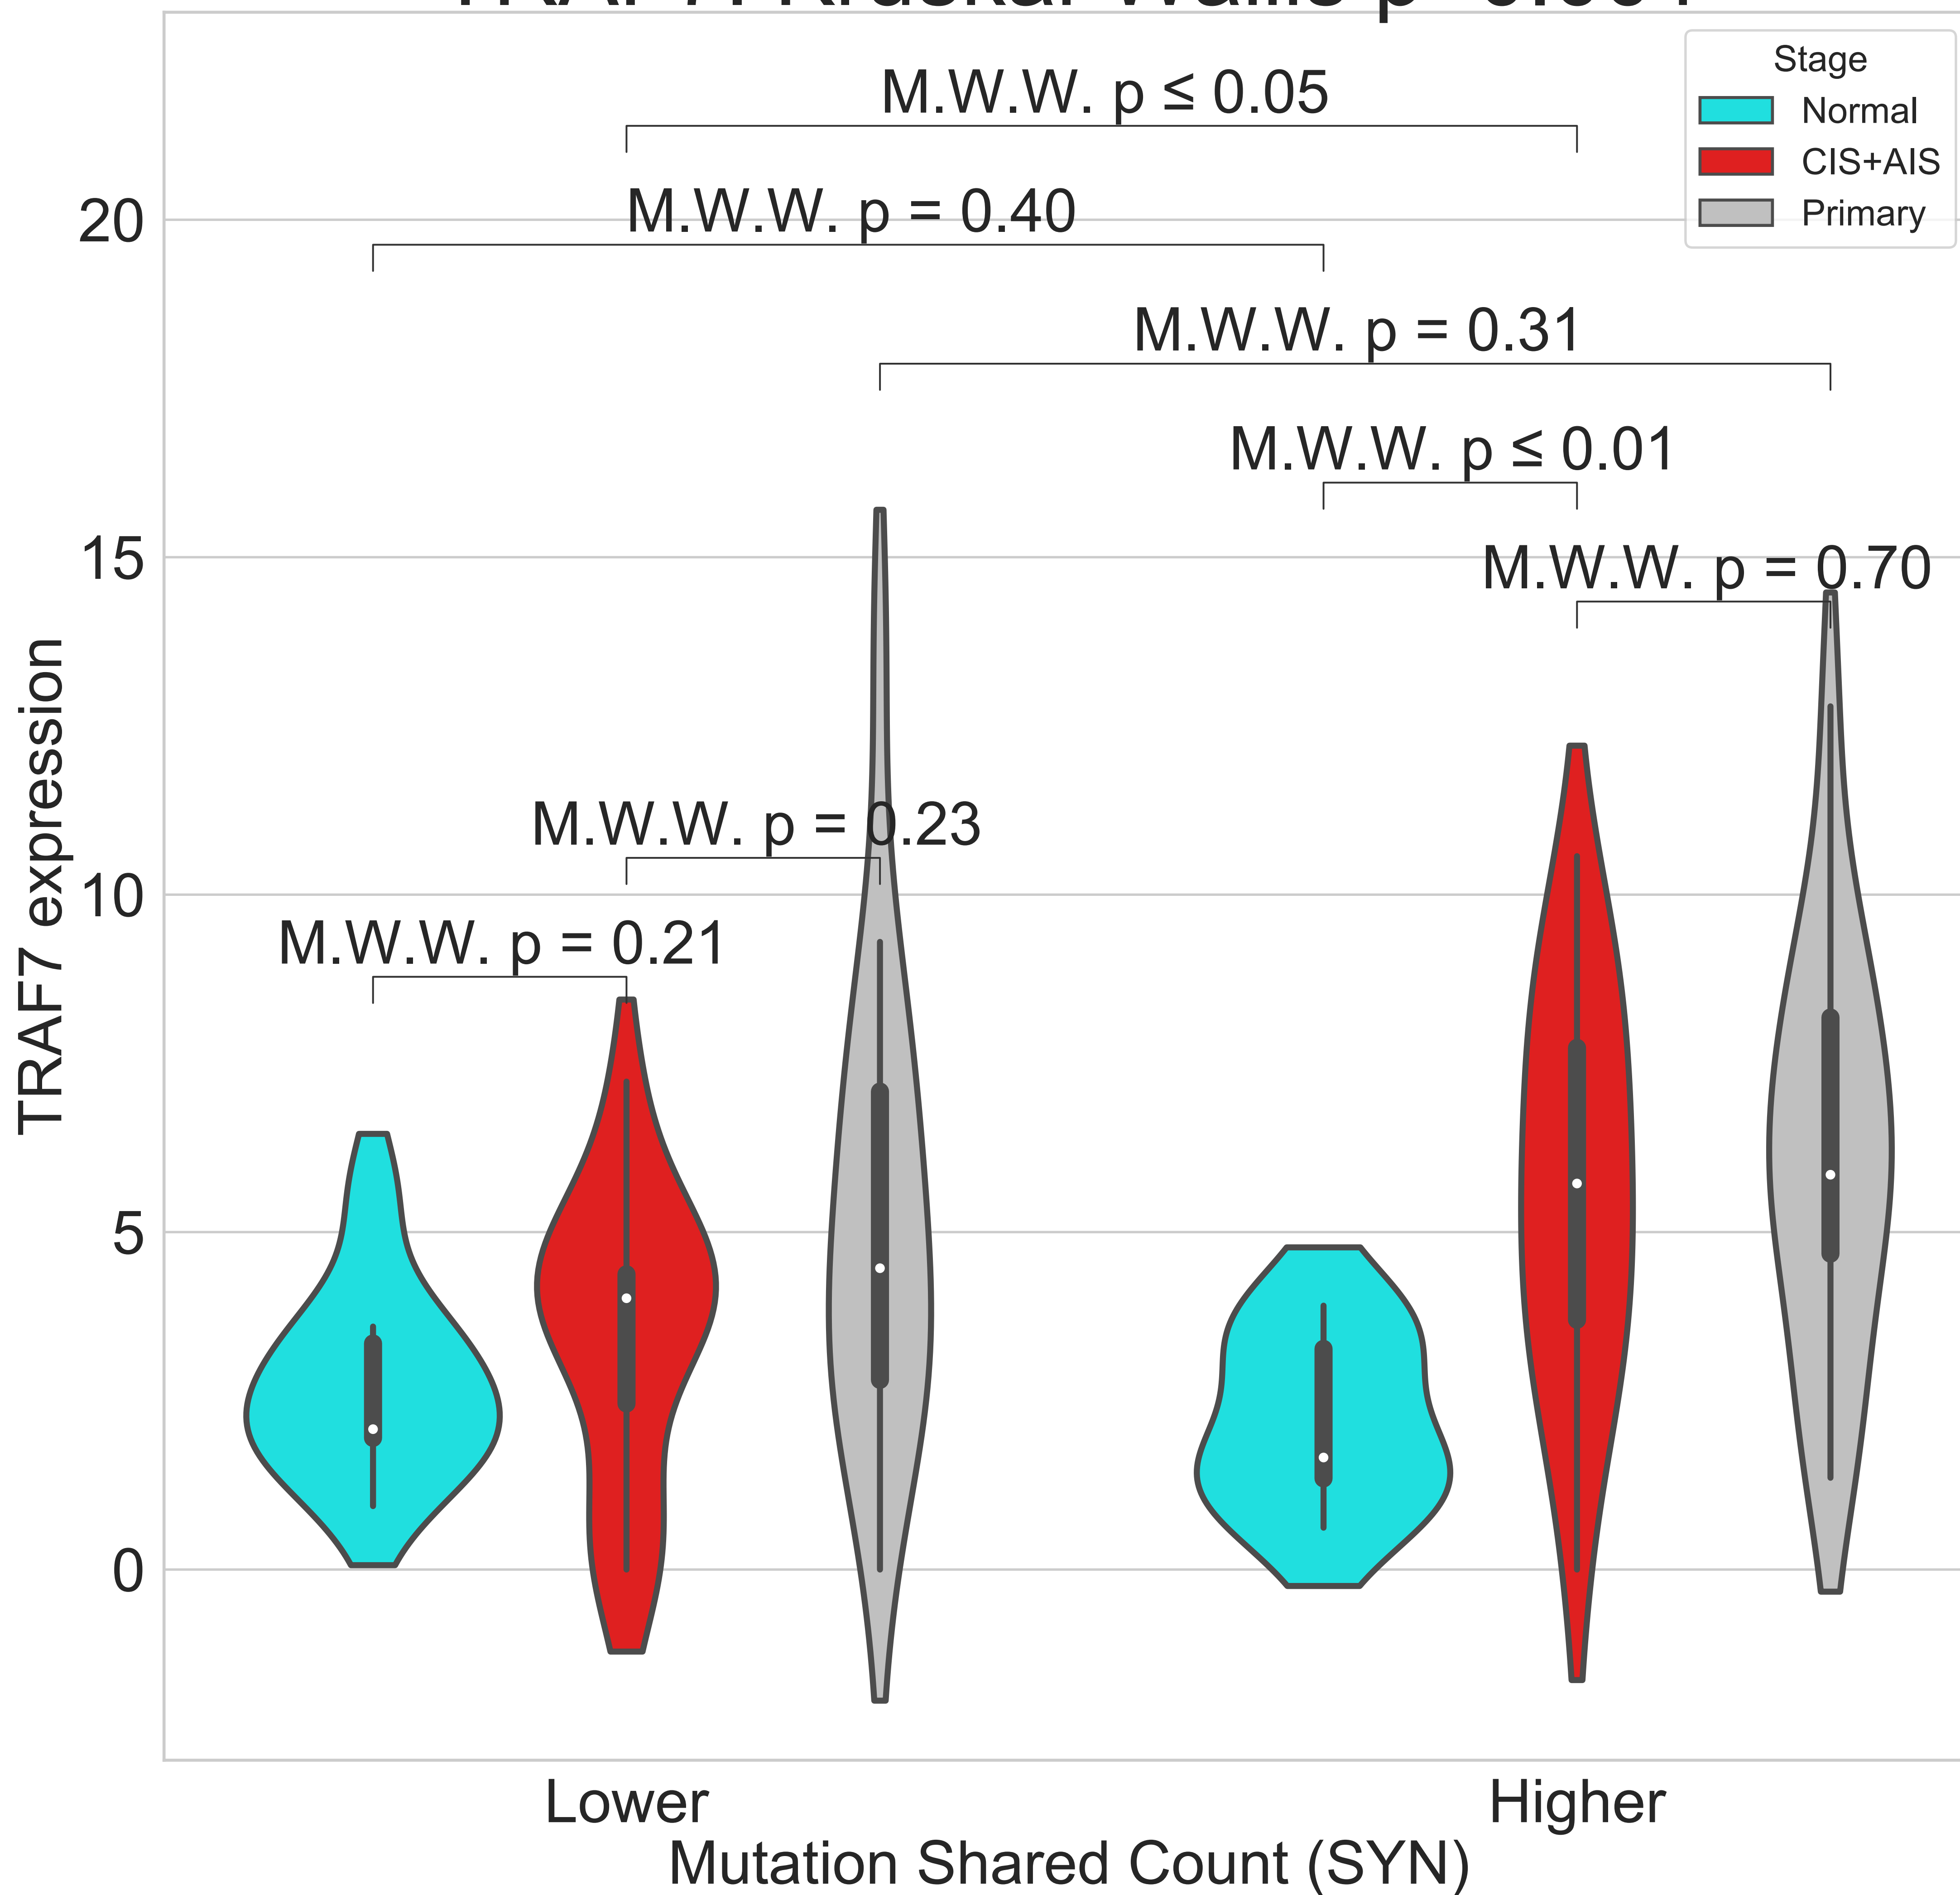 Stage
Normal
CIS+AIS
Primary
M.W.W. p ≤ 0.05
M.W.W. p = 0.40
M.W.W. p = 0.31
M.W.W. p ≤ 0.01
M.W.W. p = 0.70
M.W.W. p = 0.23
M.W.W. p = 0.21
20
15
10
5
0
TRAF7 expression
Lower
Higher
Mutation Shared Count (SYN)